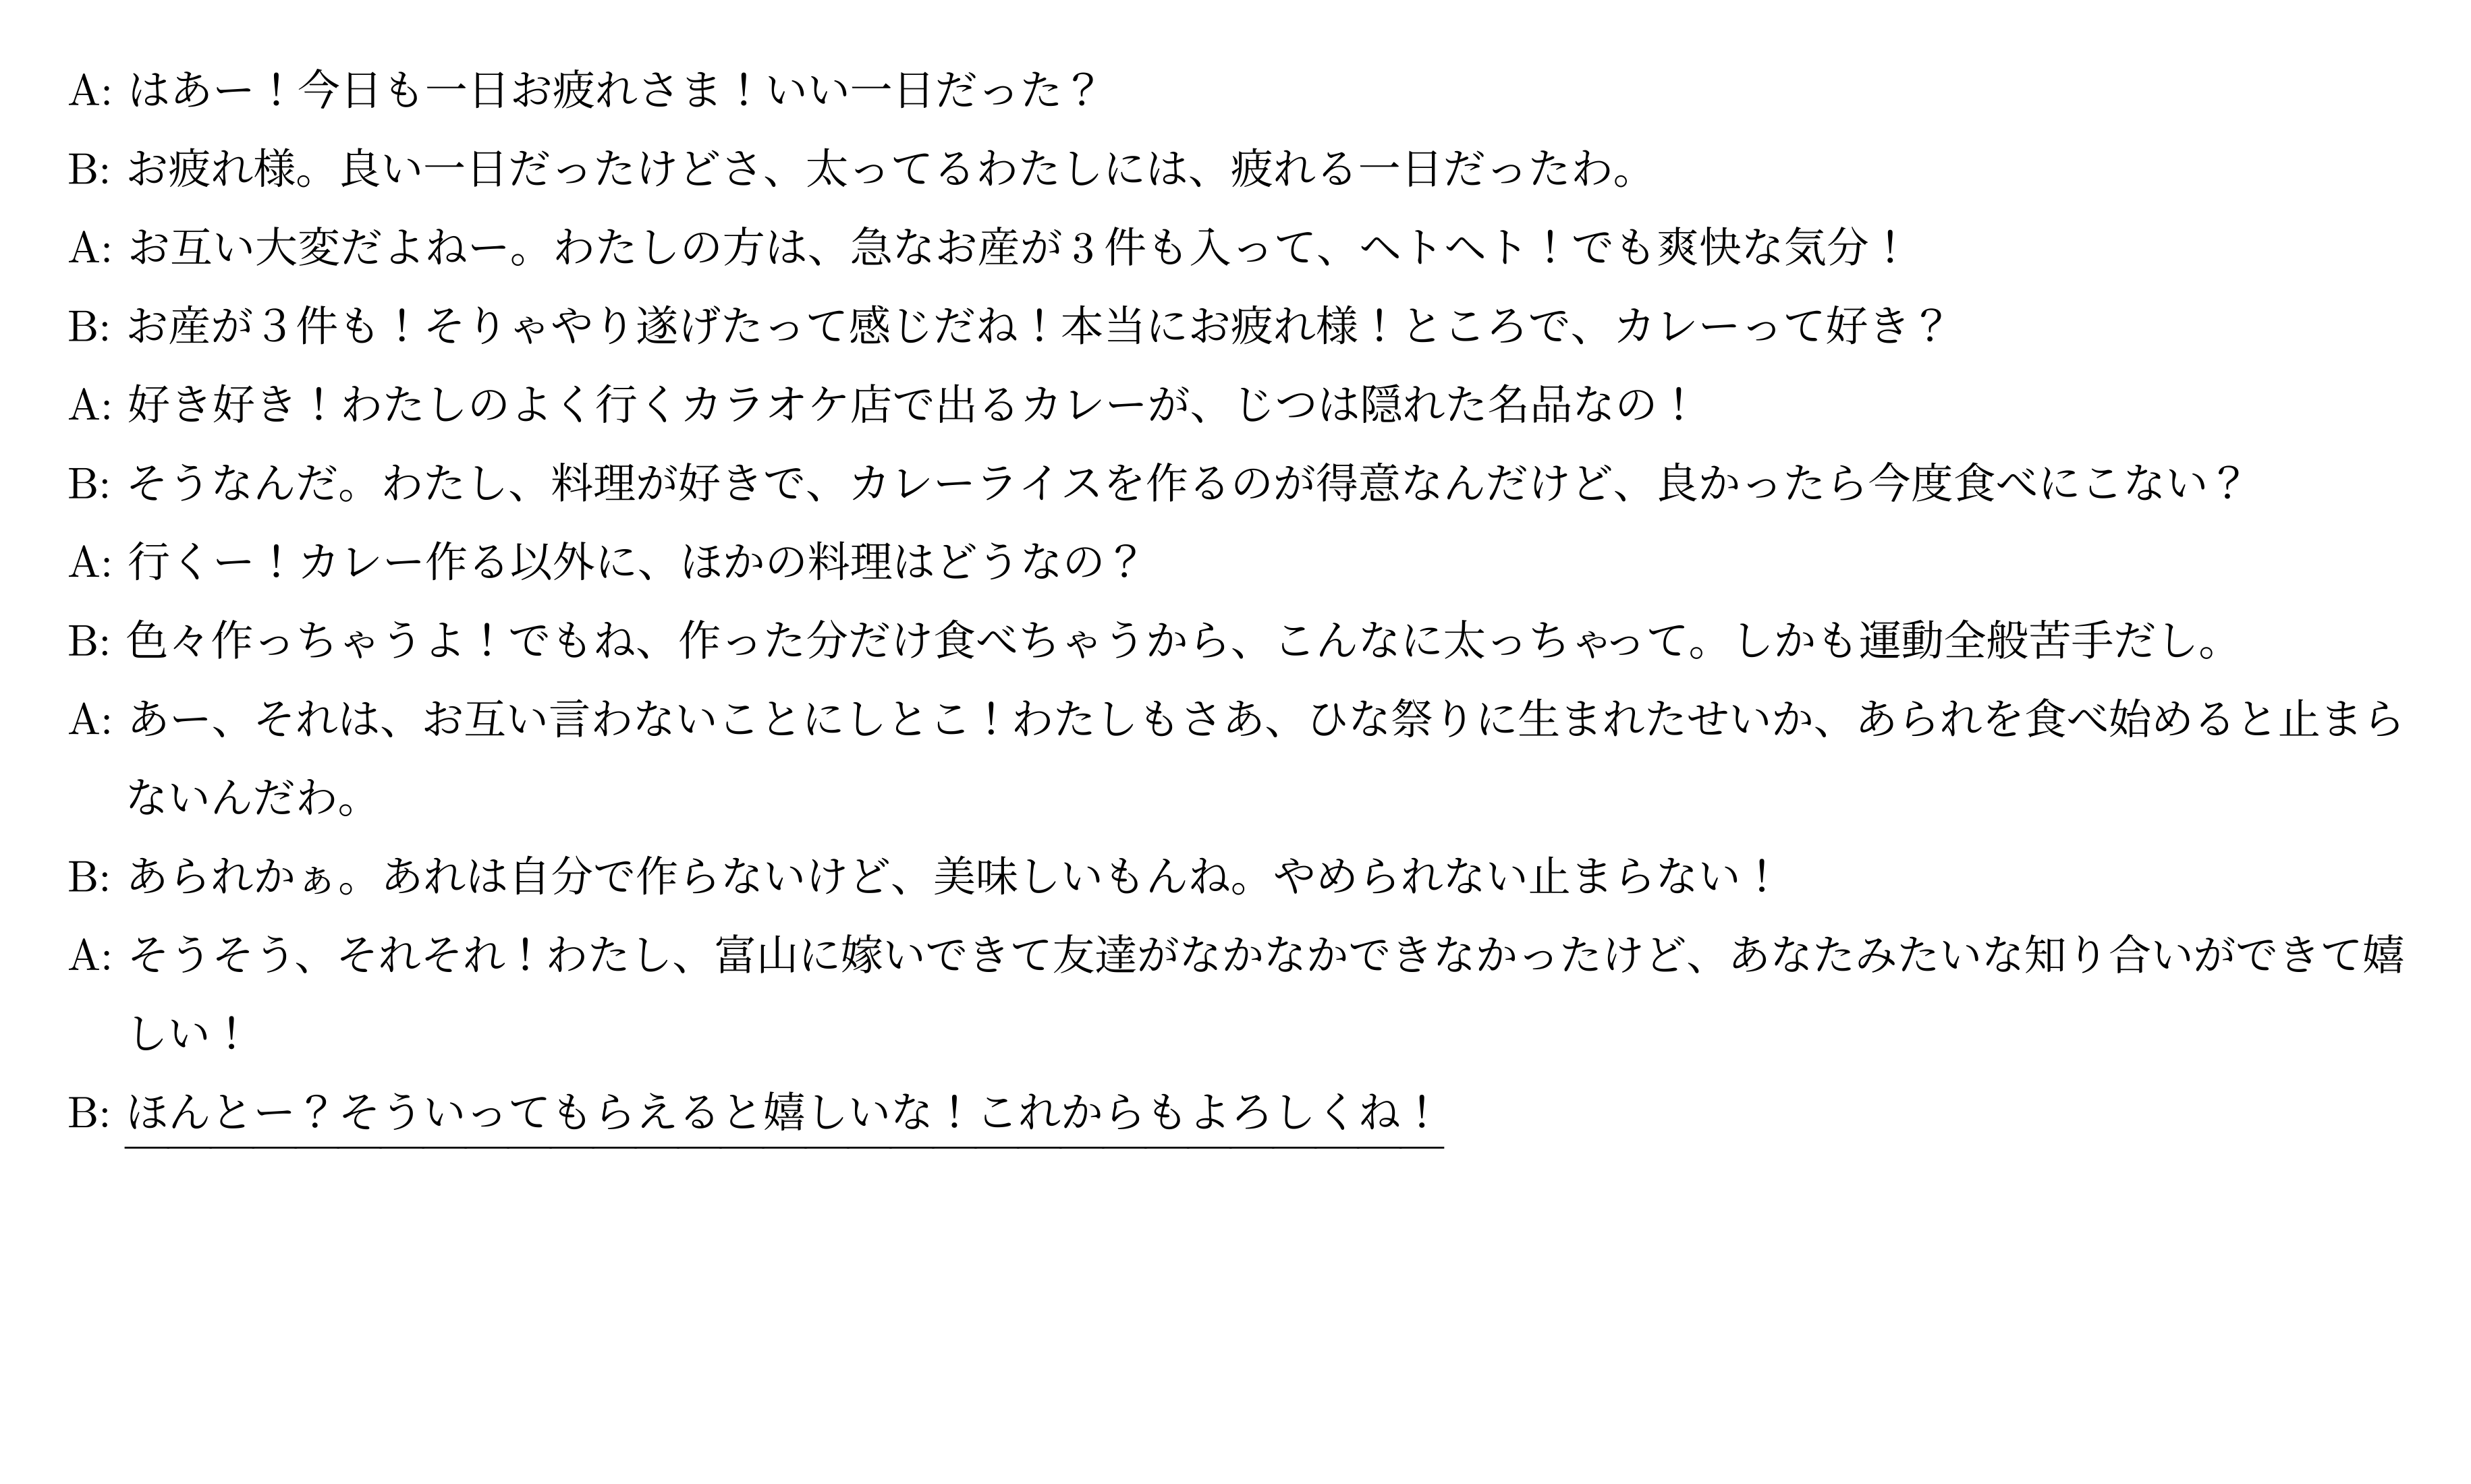 A: はあー！今日も一日お疲れさま！いい一日だった？
B: お疲れ様。良い一日だったけどさ、太ってるわたしには、疲れる一日だったわ。
A: お互い大変だよねー。わたしの方は、急なお産が3件も入って、ヘトヘト！でも爽快な気分！
B: お産が3件も！そりゃやり遂げたって感じだね！本当にお疲れ様！ところで、カレーって好き？
A: 好き好き！わたしのよく行くカラオケ店で出るカレーが、じつは隠れた名品なの！
B: そうなんだ。わたし、料理が好きで、カレーライスを作るのが得意なんだけど、良かったら今度食べにこない？
A: 行くー！カレー作る以外に、ほかの料理はどうなの？
B: 色々作っちゃうよ！でもね、作った分だけ食べちゃうから、こんなに太っちゃって。しかも運動全般苦手だし。
A: あー、それは、お互い言わないことにしとこ！わたしもさあ、ひな祭りに生まれたせいか、あられを食べ始めると止まら
ないんだわ。
B: あられかぁ。あれは自分で作らないけど、美味しいもんね。やめられない止まらない！
A: そうそう、それそれ！わたし、富山に嫁いできて友達がなかなかできなかったけど、あなたみたいな知り合いができて嬉
しい！
B: ほんとー？そういってもらえると嬉しいな！これからもよろしくね！